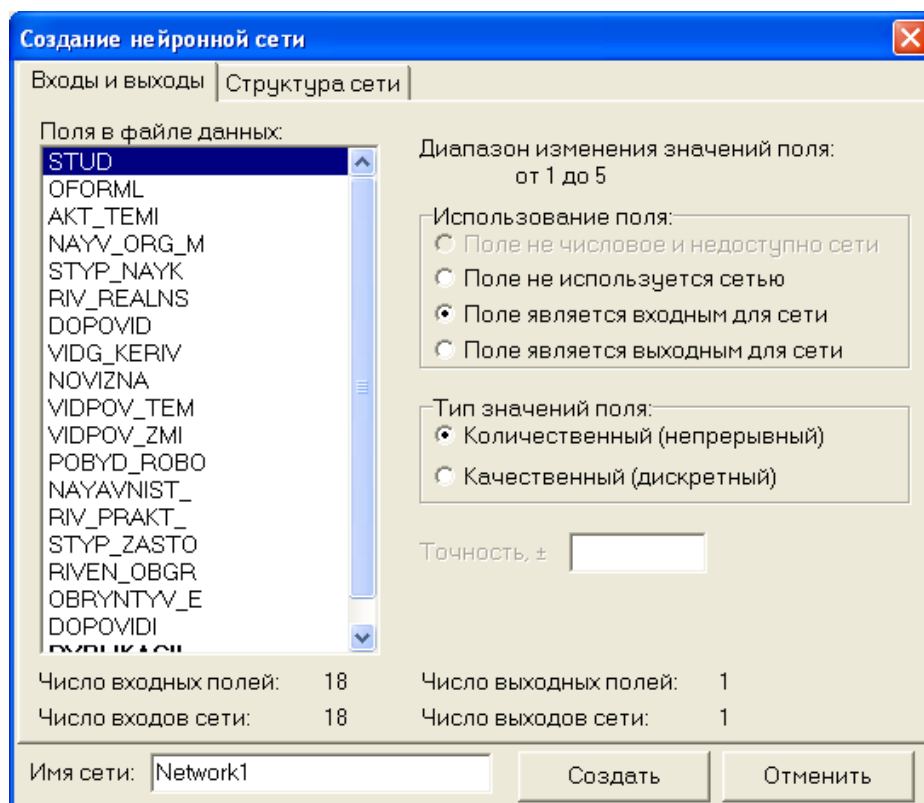 Создание нейронной сети
Входы и выходы
Структура сети
Поля в файле данных:
STUD
OFORML
AKT_TEMI
NAYV_ORG_M
STYP_NAYK
RIV_REALNS
DOPOVID
VIDG_KERIV
NOVIZNA
VIDPOV_TEM
VIDPOV_ZMI
POBYD_ROBO
NAYAVNIST_
RIV_PRAKT_
STYP_ZASTO
RIVEN_OBGR
OBRYNTYV_E
DOPOVIDI
Диапазон изменения значений поля:
от 1 до 5
Использование поля:
Поле не числовое и недоступно сети
Поле не используется сетью
Поле является входным для сети
Поле является выходным для сети
Тип значений поля:
Количественный (непрерывный)
Качественный (дискретный)
Точность, ±
Число входных полей: 18
Число выходных полей: 1
Число входов сети: 18
Число выходов сети: 1
Имя сети: Network1
Создать
Отменить